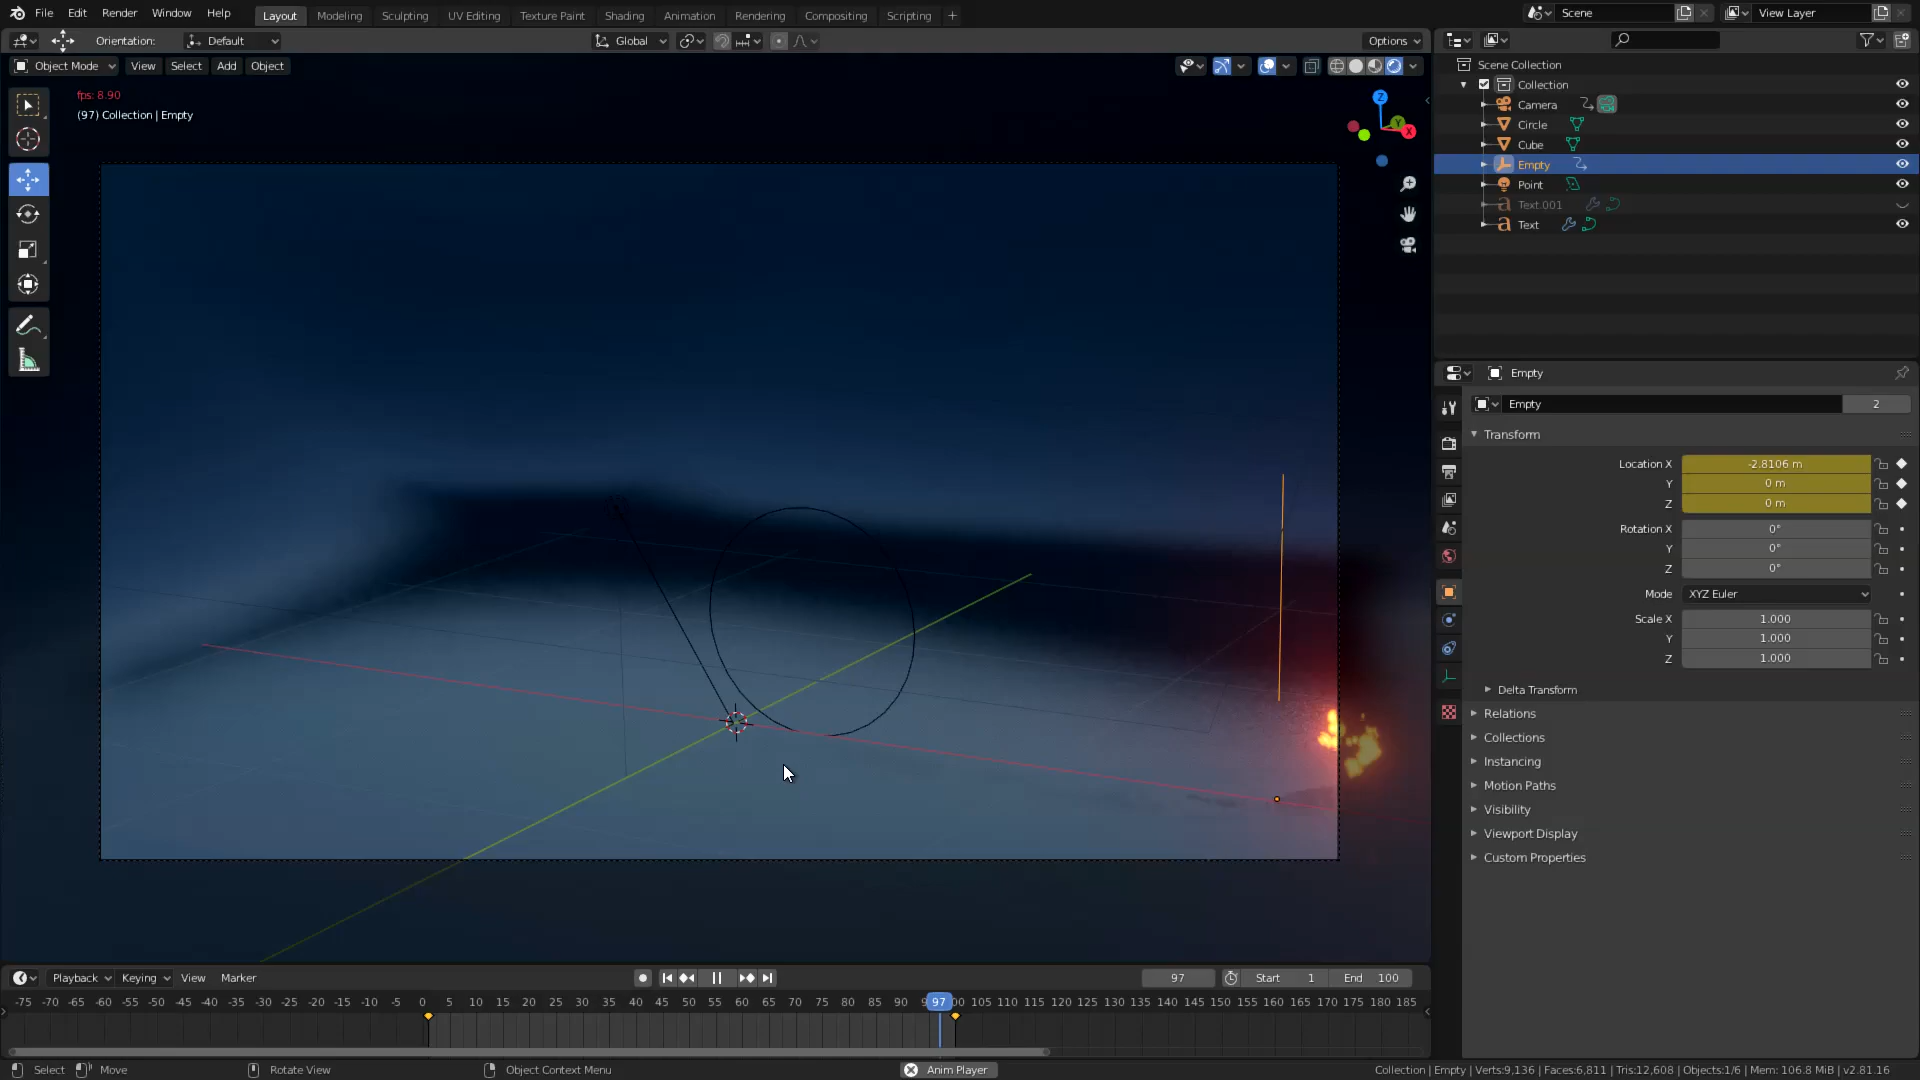 File Edit Render Window Help Layout Modeling Sculpting UV Editing Texture Paint Shading Animation Rendering Compositing Scripting + Scene View Layer
Orientation: Default Global Options
Object Mode View Select Add Object
fps: 8.90
(97) Collection | Empty
Z
Y
X
Scene Collection
Collection
Camera
Circle
Cube
Empty
Point
Text.001
Text
Empty
Empty 2
Transform
Location X -2.8106 m
Y 0 m
Z 0 m
Rotation X 0°
Y 0°
Z 0°
Mode XYZ Euler
Scale X 1.000
Y 1.000
Z 1.000
Delta Transform
Relations
Collections
Instancing
Motion Paths
Visibility
Viewport Display
Custom Properties
Playback Keying View Marker 97 Start 1 End 100
-75 -70 -65 -60 -55 -50 -45 -40 -35 -30 -25 -20 -15 -10 -5 0 5 10 15 20 25 30 35 40 45 50 55 60 65 70 75 80 85 90 97 105 110 115 120 125 130 135 140 145 150 155 160 165 170 175 180 185
Select Move Rotate View Object Context Menu Anim Player Collection | Empty | Verts:9,136 | Faces:6,811 | Tris:12,608 | Objects:1/6 | Mem: 106.8 MiB | v2.81.16